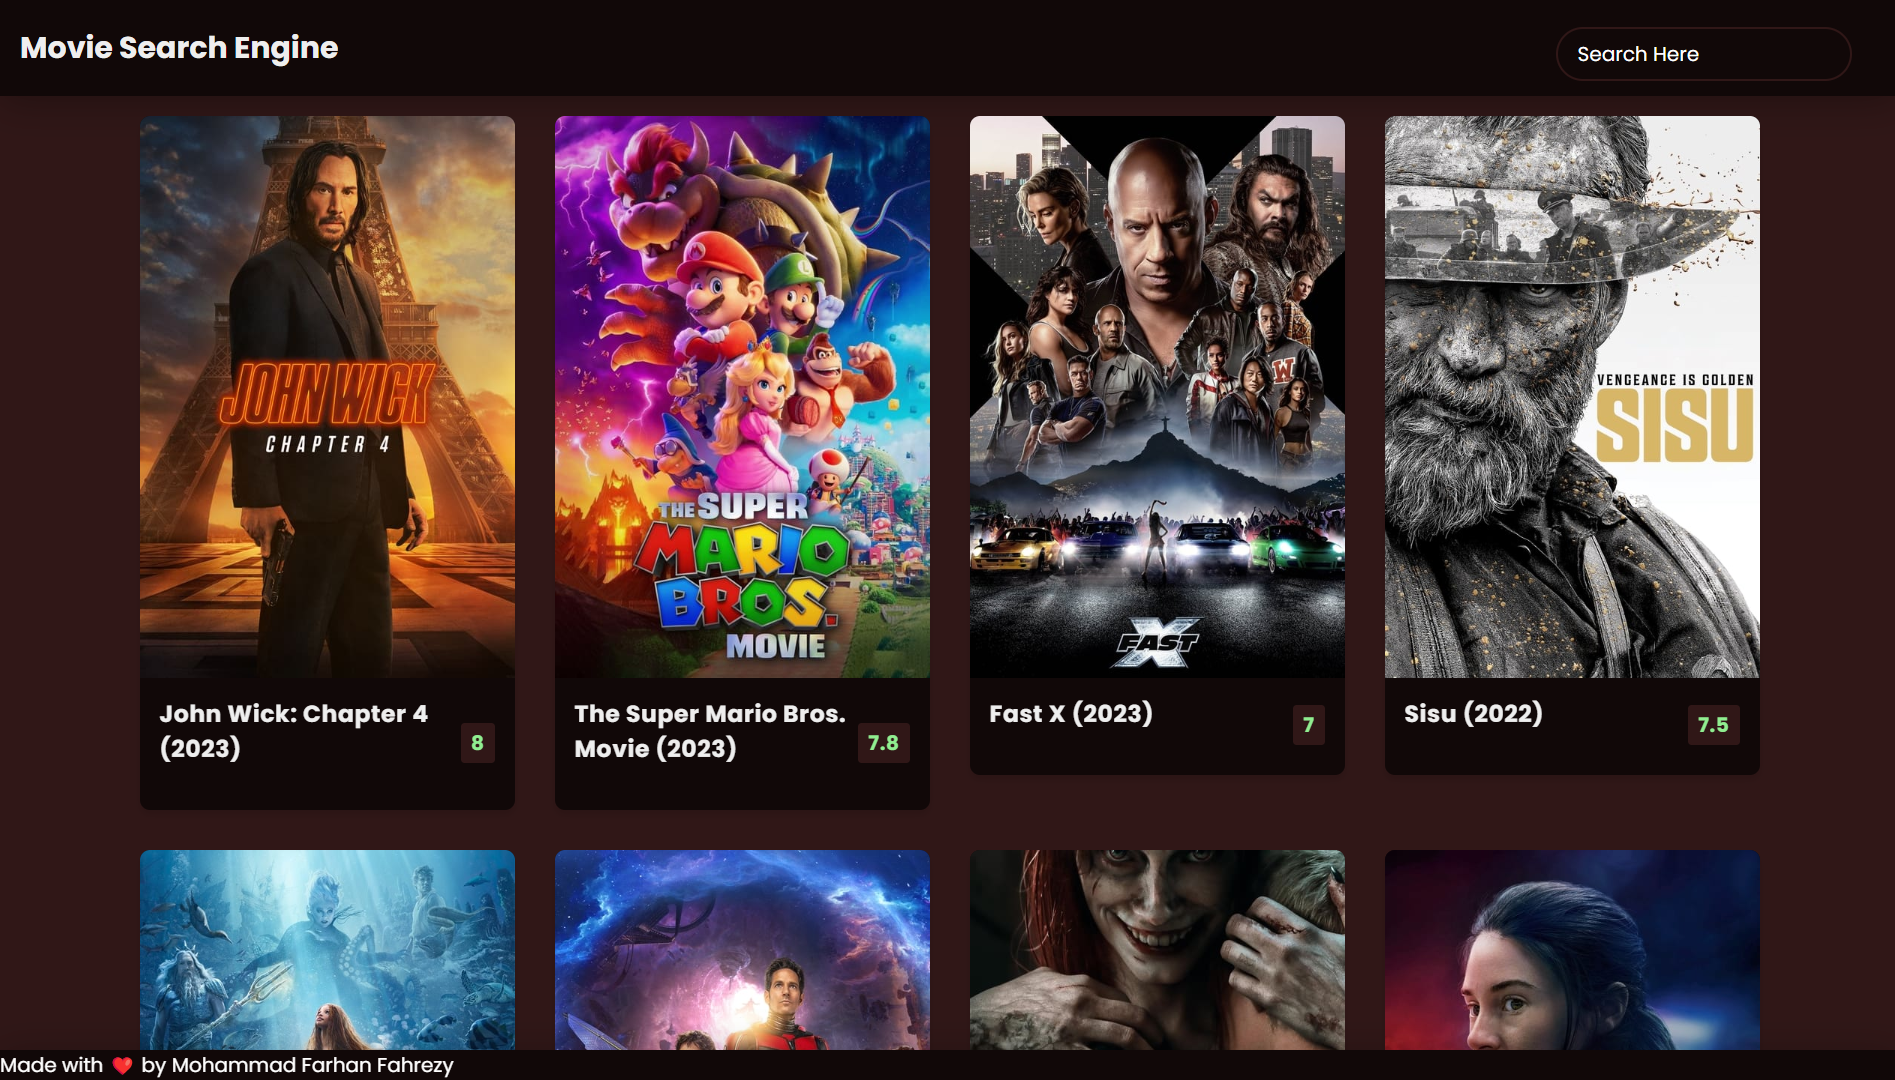 Movie Search Engine
Search Here
JOHN WICK
CHAPTER 4
THE SUPER
MARIO
BROS.
MOVIE
W
FAST
X
VENGEANCE IS GOLDEN
SISU
John Wick: Chapter 4
(2023)
8
The Super Mario Bros.
Movie (2023)
7.8
Fast X (2023)
7
Sisu (2022)
7.5
Made with ❤️ by Mohammad Farhan Fahrezy